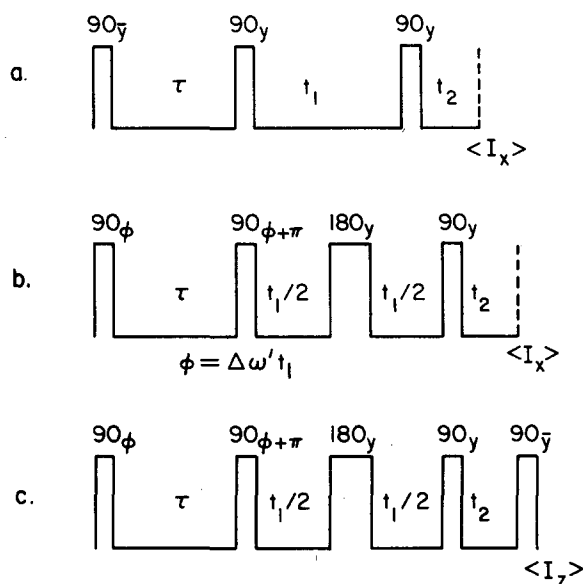 90ȳ 90y 90y
a. τ t₁ t₂
<Iₓ>
90ϕ 90ϕ+π 180y 90y
b. τ t₁/2 t₁/2 t₂
ϕ = Δω′t₁ <Iₓ>
90ϕ 90ϕ+π 180y 90y 90ȳ
c. τ t₁/2 t₁/2 t₂
<I_z>